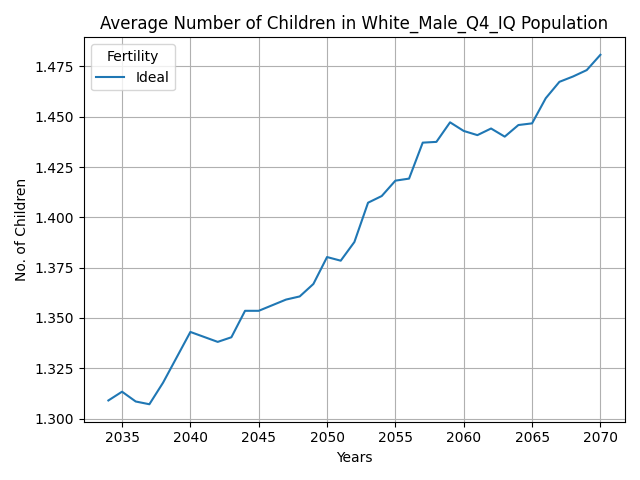 Average Number of Children in White_Male_Q4_IQ Population
Fertility
Ideal
1.475
1.450
1.425
1.400
1.375
1.350
1.325
1.300
No. of Children
2035 2040 2045 2050 2055 2060 2065 2070
Years